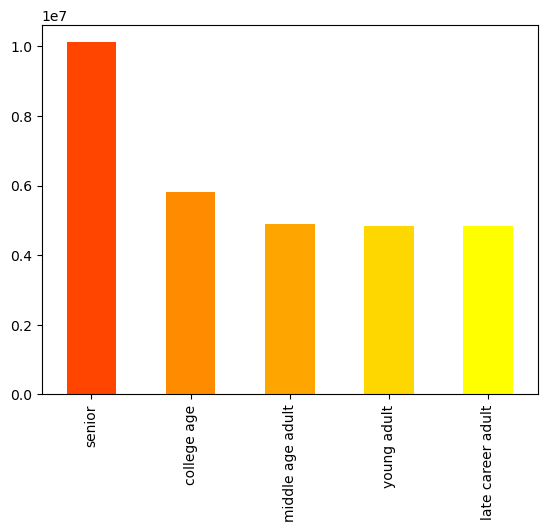 1e7
1.0
0.8
0.6
0.4
0.2
0.0
senior
college age
middle age adult
young adult
late career adult